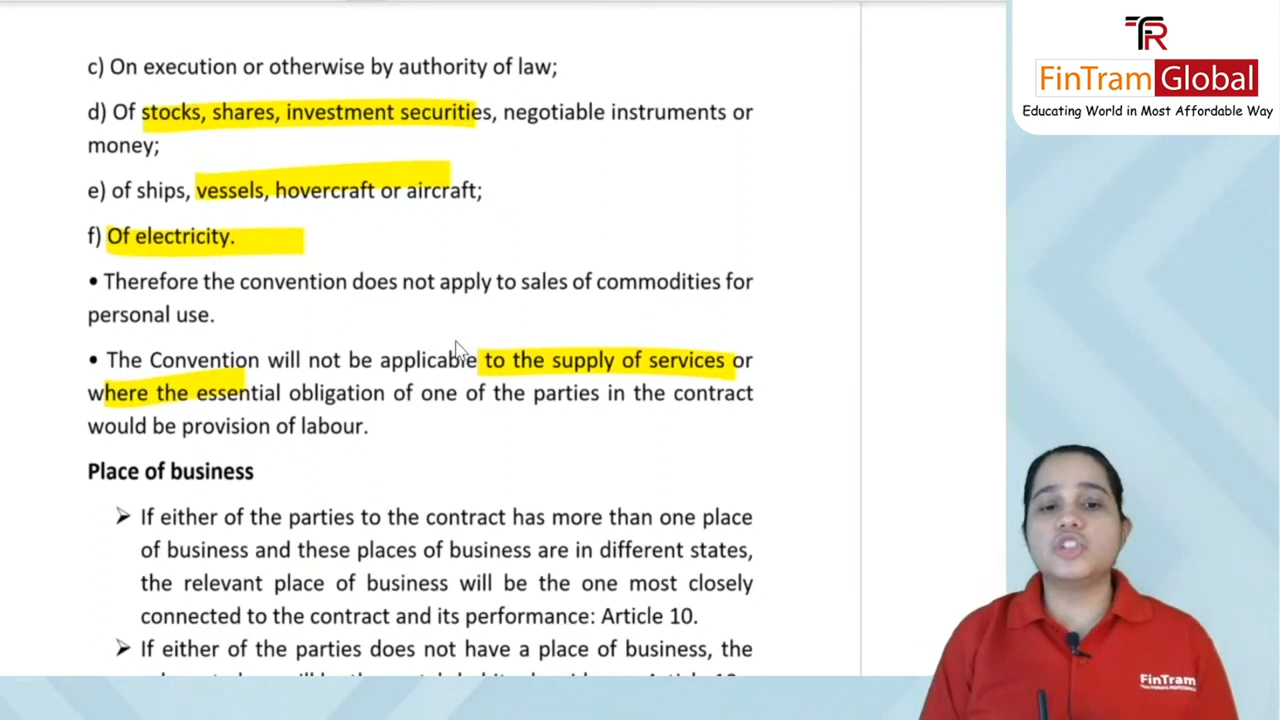 c) On execution or otherwise by authority of law;
d) Of stocks, shares, investment securities, negotiable instruments or
money;
e) of ships, vessels, hovercraft or aircraft;
f) Of electricity.
• Therefore the convention does not apply to sales of commodities for
personal use.
• The Convention will not be applicable to the supply of services or
where the essential obligation of one of the parties in the contract
would be provision of labour.
Place of business
➢ If either of the parties to the contract has more than one place
of business and these places of business are in different states,
the relevant place of business will be the one most closely
connected to the contract and its performance: Article 10.
➢ If either of the parties does not have a place of business, the
FinTram Global
Educating World in Most Affordable Way
FinTram